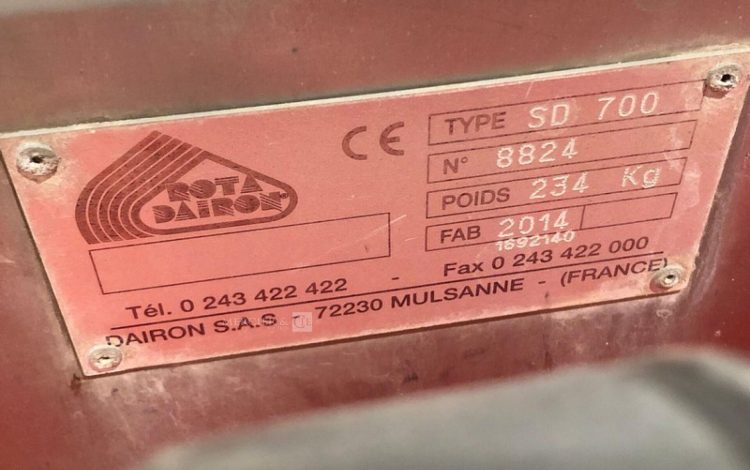 ROTA
DAIRON
CE
TYPE SD 700
N° 8824
POIDS 234 Kg
FAB 2014
1692140
Tél. 0 243 422 422 - Fax 0 243 422 000
DAIRON S.A.S - 72230 MULSANNE - (FRANCE)